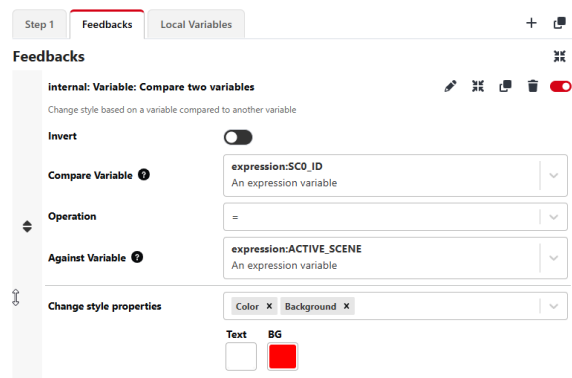 Step 1 Feedbacks Local Variables
Feedbacks
internal: Variable: Compare two variables
Change style based on a variable compared to another variable
Invert
Compare Variable ?
expression:SC0_ID
An expression variable
Operation
=
Against Variable ?
expression:ACTIVE_SCENE
An expression variable
Change style properties
Color × Background ×
Text BG